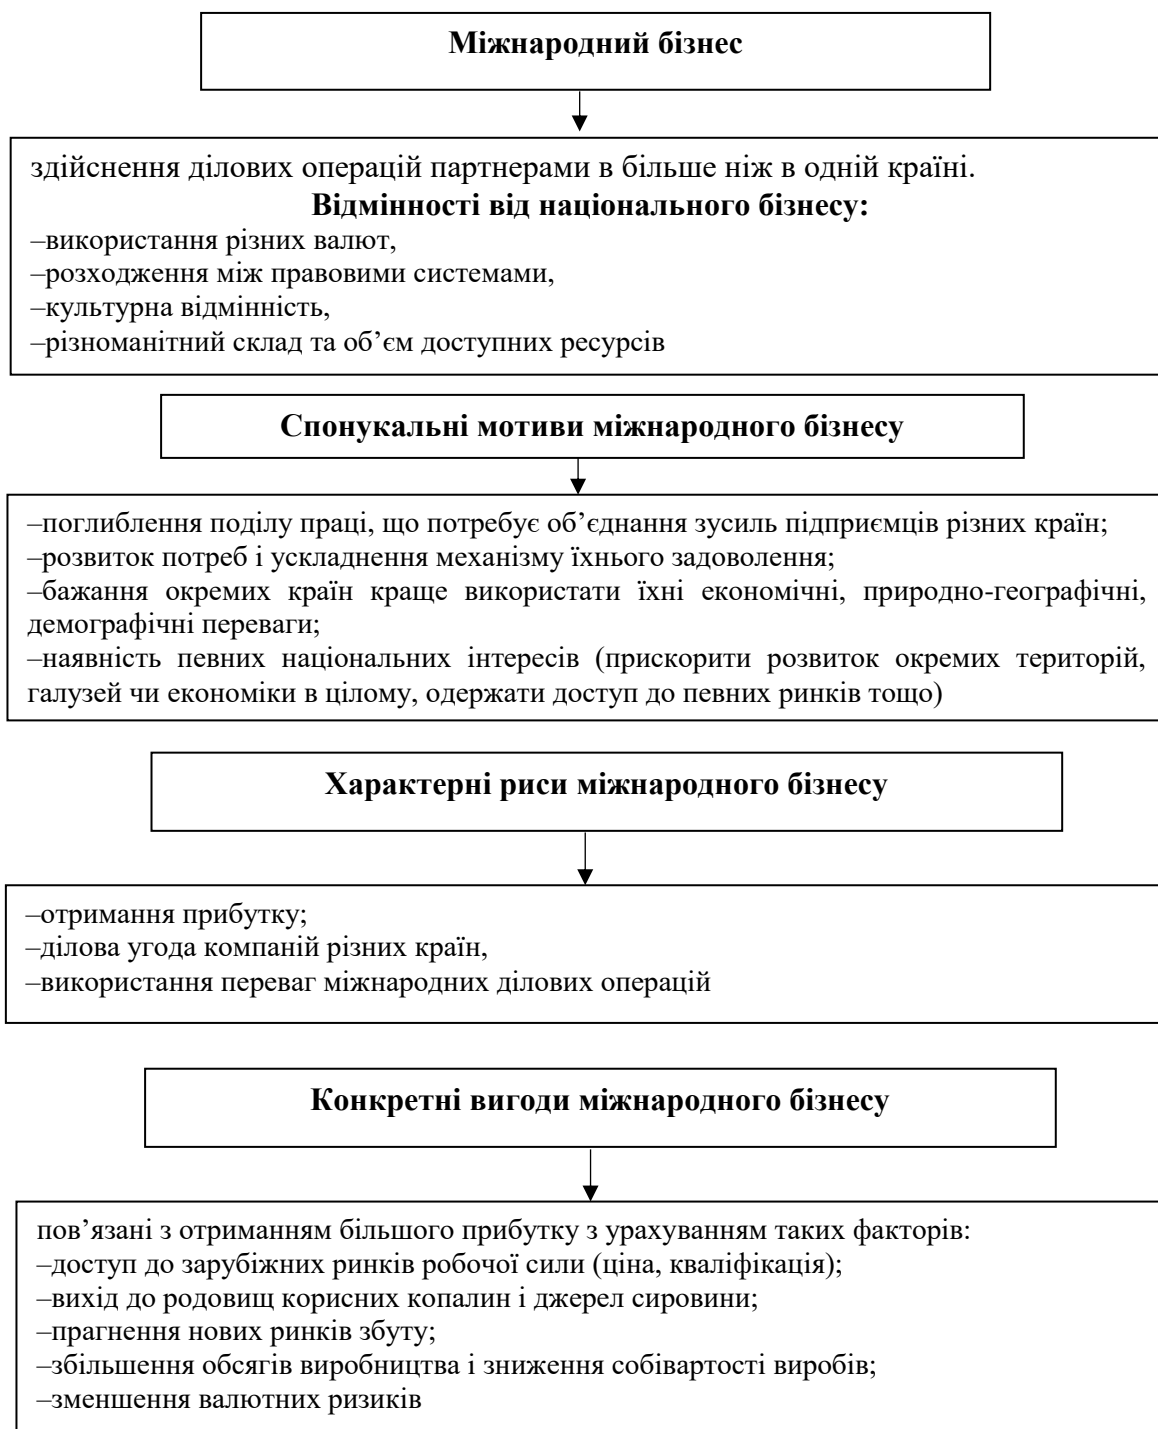 Міжнародний бізнес
здійснення ділових операцій партнерами в більше ніж в одній країні.
Відмінності від національного бізнесу:
–використання різних валют,
–розходження між правовими системами,
–культурна відмінність,
–різноманітний склад та об’єм доступних ресурсів
Спонукальні мотиви міжнародного бізнесу
–поглиблення поділу праці, що потребує об’єднання зусиль підприємців різних країн;
–розвиток потреб і ускладнення механізму їхнього задоволення;
–бажання окремих країн краще використати їхні економічні, природно-географічні,
демографічні переваги;
–наявність певних національних інтересів (прискорити розвиток окремих територій,
галузей чи економіки в цілому, одержати доступ до певних ринків тощо)
Характерні риси міжнародного бізнесу
–отримання прибутку;
–ділова угода компаній різних країн,
–використання переваг міжнародних ділових операцій
Конкретні вигоди міжнародного бізнесу
пов’язані з отриманням більшого прибутку з урахуванням таких факторів:
–доступ до зарубіжних ринків робочої сили (ціна, кваліфікація);
–вихід до родовищ корисних копалин і джерел сировини;
–прагнення нових ринків збуту;
–збільшення обсягів виробництва і зниження собівартості виробів;
–зменшення валютних ризиків